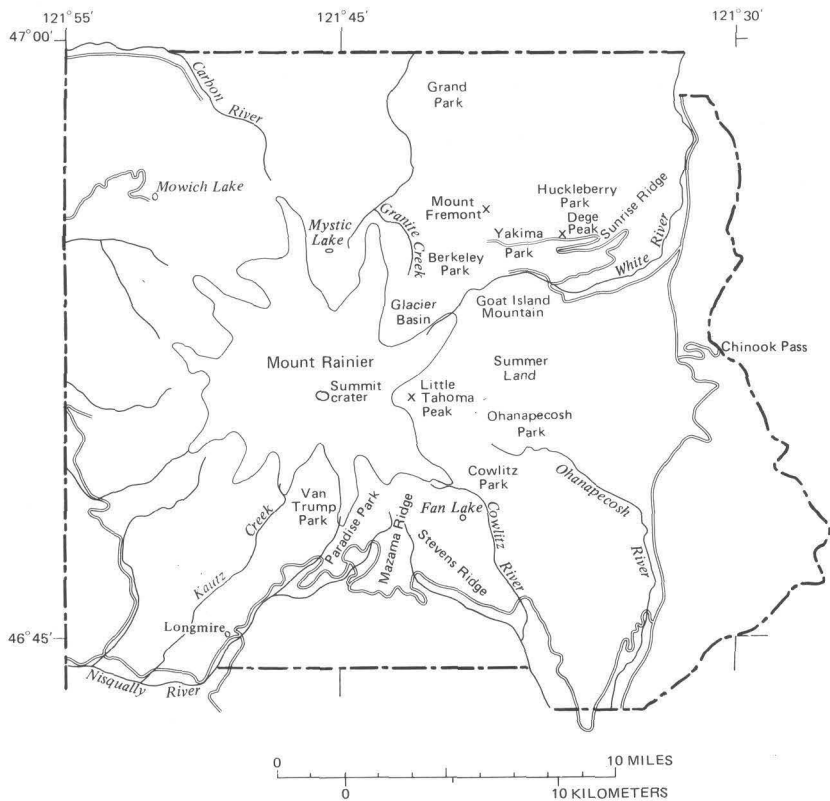 121°55'
121°45'
121°30'
47°00'
Carbon
River
Grand
Park
Mowich Lake
Mystic
Lake
Granite Creek
Mount
Fremont
Huckleberry
Park
Dege
Peak
Sunrise Ridge
Yakima
Park
Berkeley
Park
White River
Glacier
Basin
Goat Island
Mountain
Chinook Pass
Mount Rainier
Summit
crater
Little
Tahoma
Peak
Summer
Land
Ohanapecosh
Park
Ohanapecosh
River
Cowlitz
Park
Van
Trump
Park
Paradise Park
Mazama Ridge
Fan Lake
Cowlitz
River
Stevens Ridge
Kautz
Creek
46°45'
Longmire
Nisqually
River
0
10 MILES
0
10 KILOMETERS